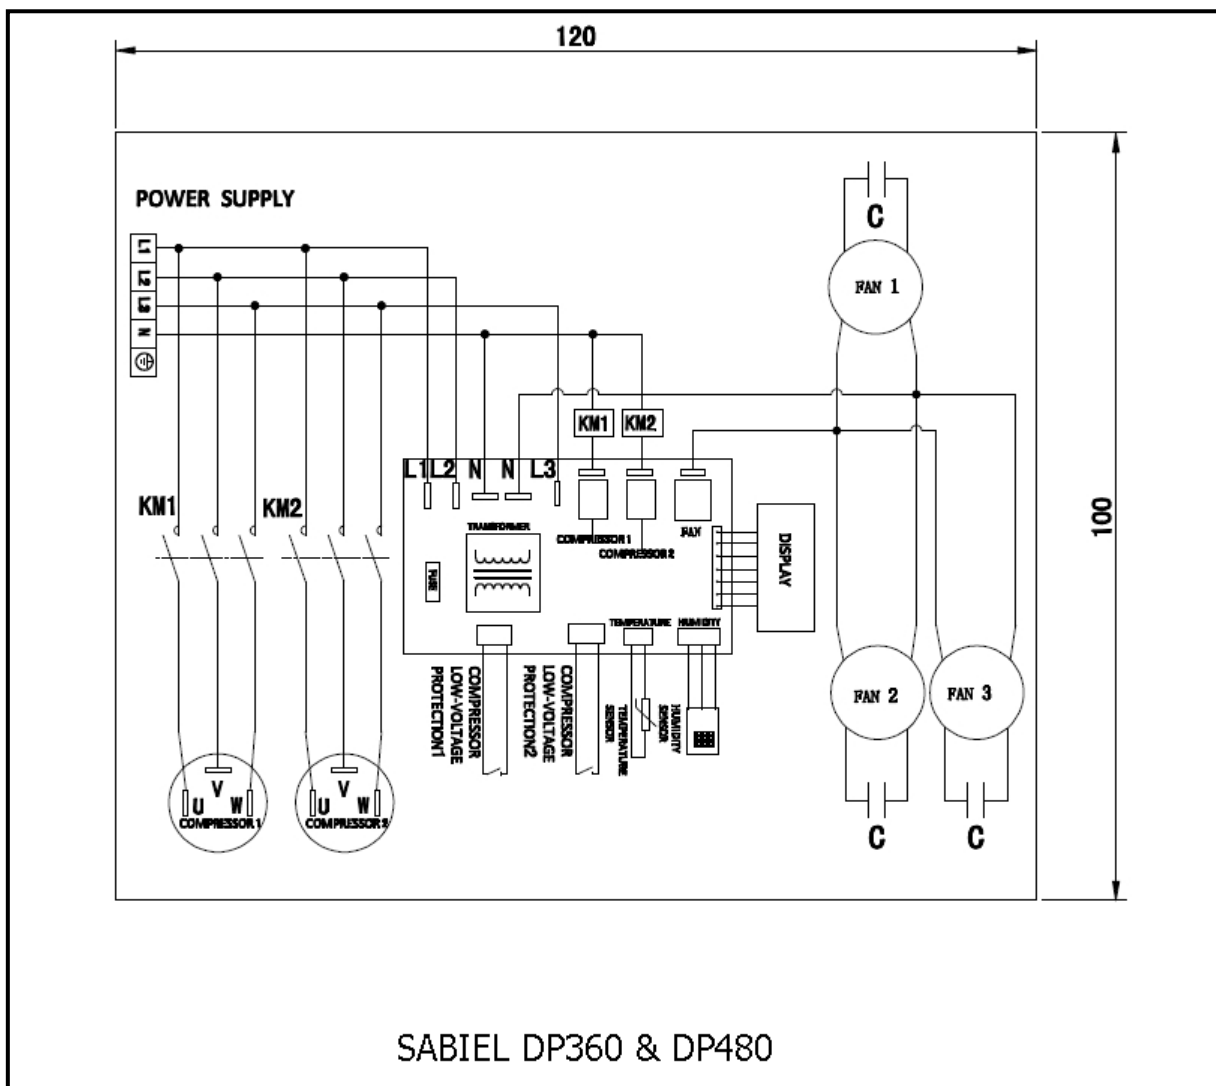 120
POWER SUPPLY
L1
L2
L3
N
C
FAN 1
KM1
KM2
L1
L2
N
N
L3
KM1
KM2
TRANSFORMER
COMPRESSOR 1
COMPRESSOR 2
FAN
FUSE
DISPLAY
100
TEMPERATURE
HUMIDITY
COMPRESSOR
LOW-VOLTAGE
PROTECTION1
COMPRESSOR
LOW-VOLTAGE
PROTECTION2
TEMPERATURE
SENSOR
HUMIDITY
SENSOR
FAN 2
FAN 3
V
U
W
COMPRESSOR 1
V
U
W
COMPRESSOR 2
C
C
SABIEL DP360 & DP480